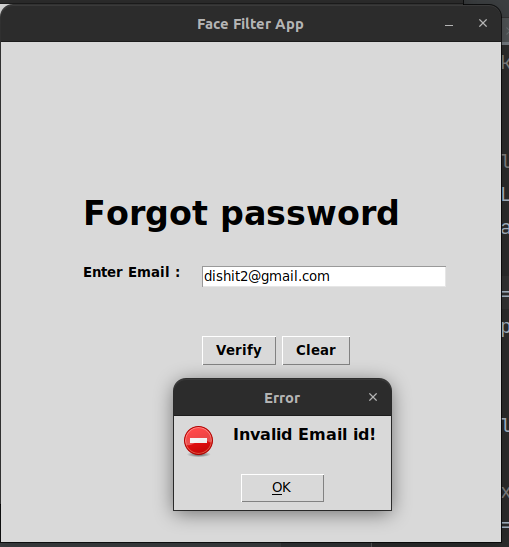 Face Filter App
Forgot password
Enter Email :
dishit2@gmail.com
Verify
Clear
Error
Invalid Email id!
OK